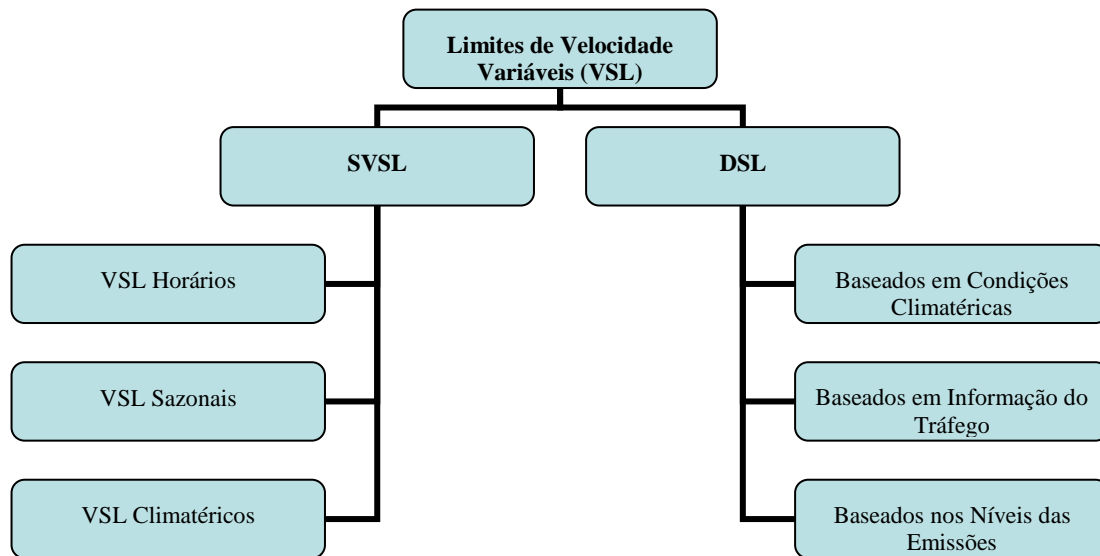 Limites de Velocidade
Variáveis (VSL)
SVSL
DSL
VSL Horários
VSL Sazonais
VSL Climatéricos
Baseados em Condições
Climatéricas
Baseados em Informação do
Tráfego
Baseados nos Níveis das
Emissões